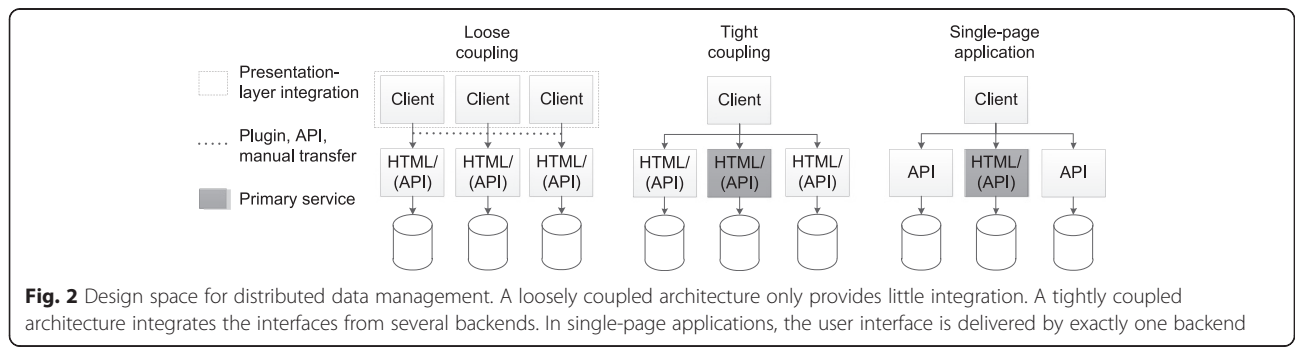 Loose
coupling
Tight
coupling
Single-page
application
Presentation-
layer integration
Plugin, API,
manual transfer
Primary service
Client
Client
Client
Client
Client
HTML/
(API)
HTML/
(API)
HTML/
(API)
HTML/
(API)
HTML/
(API)
HTML/
(API)
API
HTML/
(API)
API
Fig. 2 Design space for distributed data management. A loosely coupled architecture only provides little integration. A tightly coupled
architecture integrates the interfaces from several backends. In single-page applications, the user interface is delivered by exactly one backend